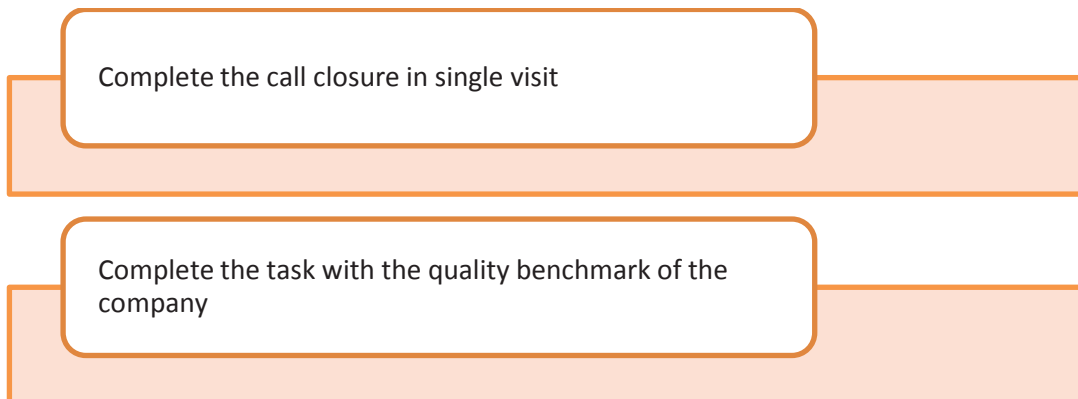 Complete the call closure in single visit
Complete the task with the quality benchmark of the
company